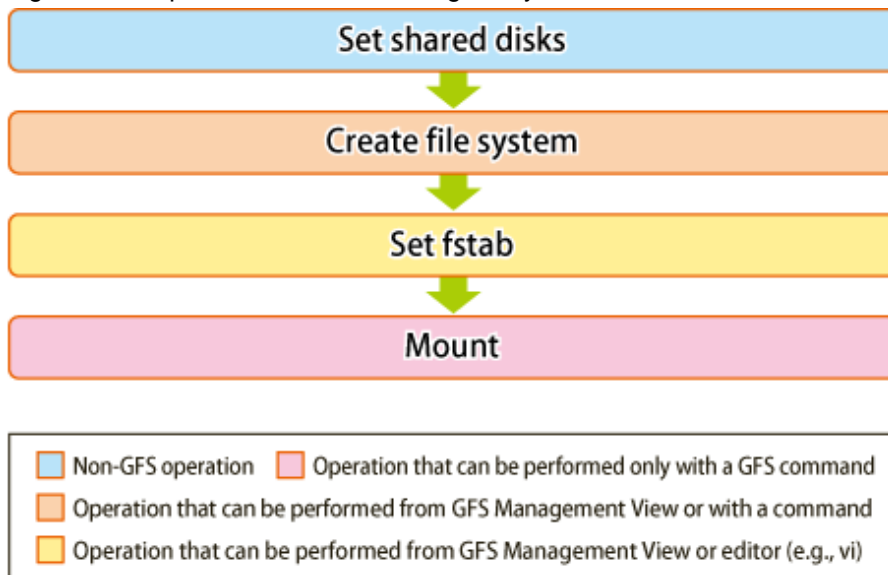 Set shared disks
Create file system
Set fstab
Mount
Non-GFS operation Operation that can be performed only with a GFS command
Operation that can be performed from GFS Management View or with a command
Operation that can be performed from GFS Management View or editor (e.g., vi)